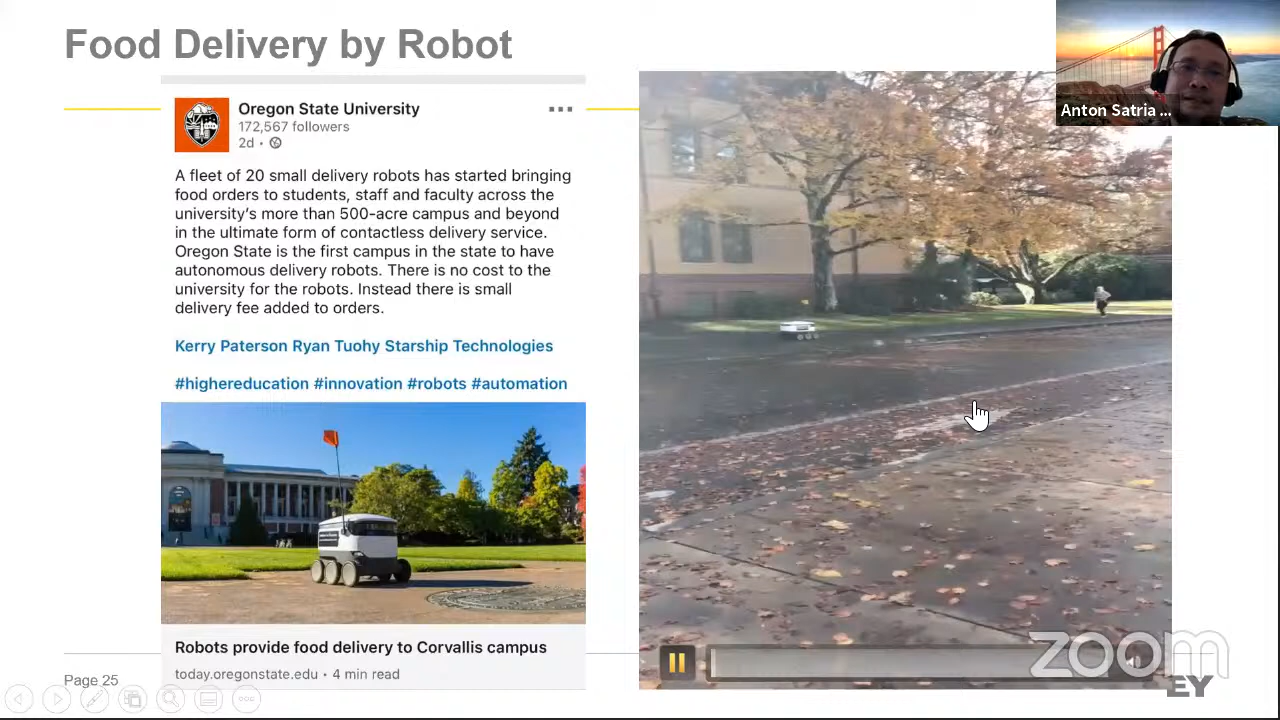 Food Delivery by Robot
Anton Satria ...
Oregon State University
172,567 followers
2d •
A fleet of 20 small delivery robots has started bringing
food orders to students, staff and faculty across the
university's more than 500-acre campus and beyond
in the ultimate form of contactless delivery service.
Oregon State is the first campus in the state to have
autonomous delivery robots. There is no cost to the
university for the robots. Instead there is small
delivery fee added to orders.
Kerry Paterson Ryan Tuohy Starship Technologies
#highereducation #innovation #robots #automation
Robots provide food delivery to Corvallis campus
today.oregonstate.edu • 4 min read
Page 25
zoom
EY